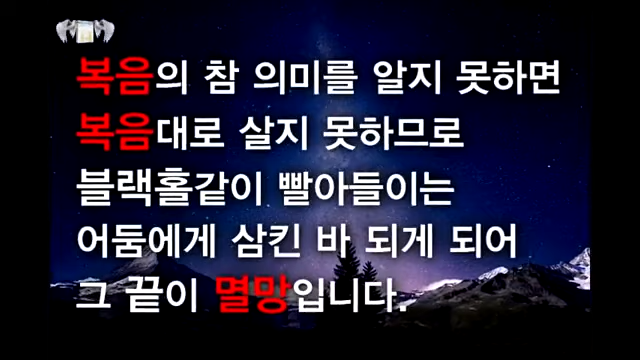 복음의 참 의미를 알지 못하면
복음대로 살지 못하므로
블랙홀같이 빨아들이는
어둠에게 삼킨 바 되게 되어
그 끝이 멸망입니다.